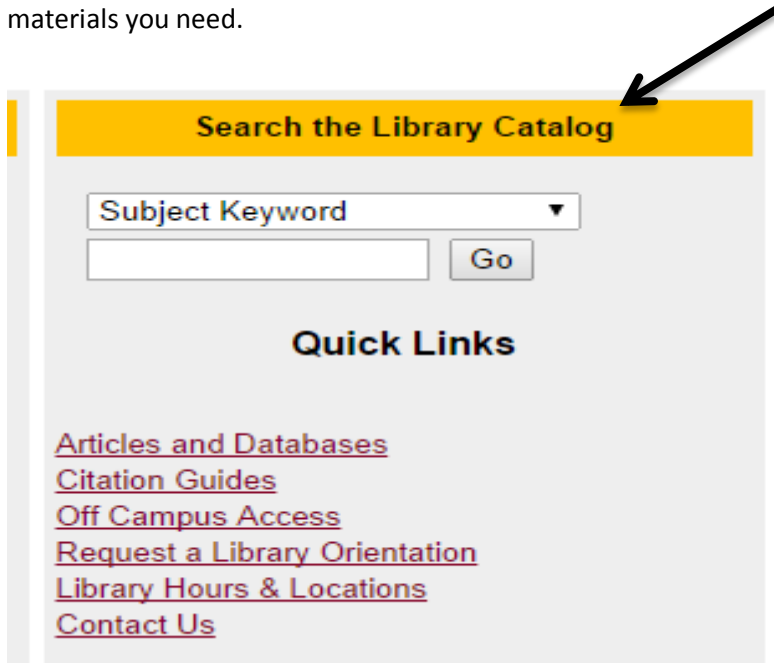 materials you need.
Search the Library Catalog
Subject Keyword
Go
Quick Links
Articles and Databases
Citation Guides
Off Campus Access
Request a Library Orientation
Library Hours & Locations
Contact Us